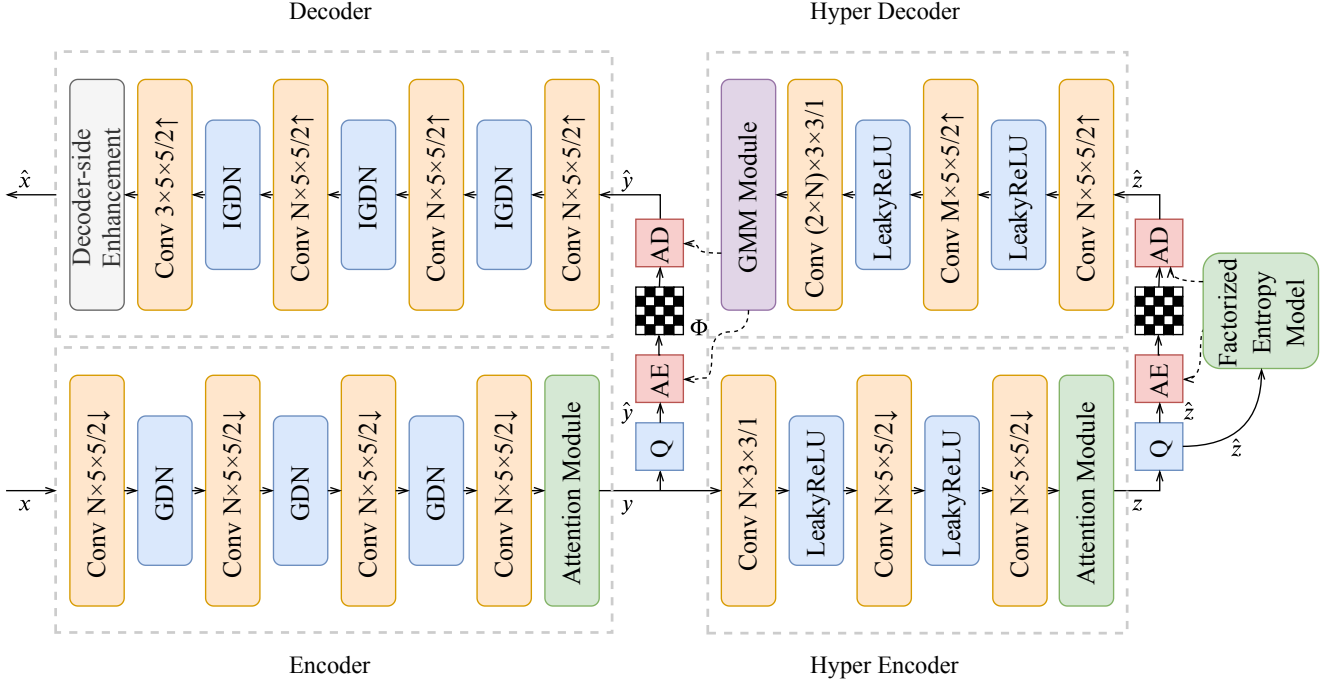 Decoder
Hyper Decoder
Decoder-side
Enhancement
Conv 3×5×5/2↑
IGDN
Conv N×5×5/2↑
IGDN
Conv N×5×5/2↑
IGDN
Conv N×5×5/2↑
GMM Module
Conv (2×N)×3×3/1
LeakyReLU
Conv M×5×5/2↑
LeakyReLU
Conv N×5×5/2↑
x̂
ŷ
ẑ
AD
AD
Factorized
Entropy
Model
Φ
AE
AE
ŷ
ẑ
Q
Q
ẑ
x
Conv N×5×5/2↓
GDN
Conv N×5×5/2↓
GDN
Conv N×5×5/2↓
GDN
Conv N×5×5/2↓
Attention Module
y
Conv N×3×3/1
LeakyReLU
Conv N×5×5/2↓
LeakyReLU
Conv N×5×5/2↓
Attention Module
z
Encoder
Hyper Encoder